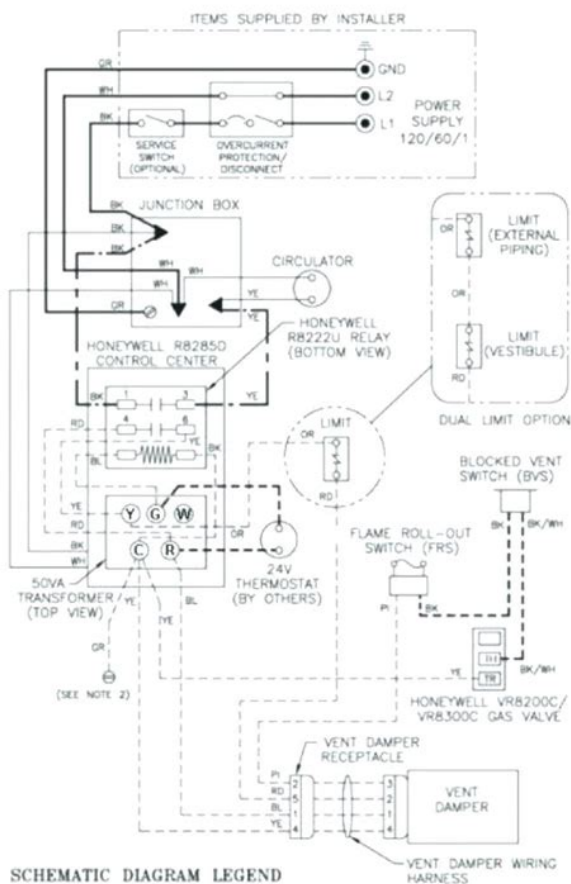 ITEMS SUPPLIED BY INSTALLER
GR
GND
WH
L2
BK
L1
POWER
SUPPLY
120/60/1
SERVICE
SWITCH
(OPTIONAL)
OVERCURRENT
PROTECTION/
DISCONNECT
BK
JUNCTION BOX
BK
BK
WH
WH
CIRCULATOR
YE
YE
GR
HONEYWELL
R8222U RELAY
(BOTTOM VIEW)
HONEYWELL R8285D
CONTROL CENTER
OR
LIMIT
(EXTERNAL
PIPING)
OR
LIMIT
(VESTIBULE)
RD
DUAL LIMIT OPTION
BK
1
3
YE
RD
4
6
YE
BL
BK
LIMIT
OR
RD
YE
RD
BK
WH
Y
G
W
C
R
OR
24V
THERMOSTAT
(BY OTHERS)
50VA
TRANSFORMER
(TOP VIEW)
YE
YE
BL
GR
(SEE NOTE 2)
BLOCKED VENT
SWITCH (BVS)
BK
BK/WH
FLAME ROLL-OUT
SWITCH (FRS)
PI
BK
TH
TR
YE
BK/WH
HONEYWELL VR8200C/
VR8300C GAS VALVE
VENT DAMPER
RECEPTACLE
PI
2
3
RD
5
2
BL
1
1
YE
4
4
VENT
DAMPER
VENT DAMPER WIRING
HARNESS
SCHEMATIC DIAGRAM LEGEND